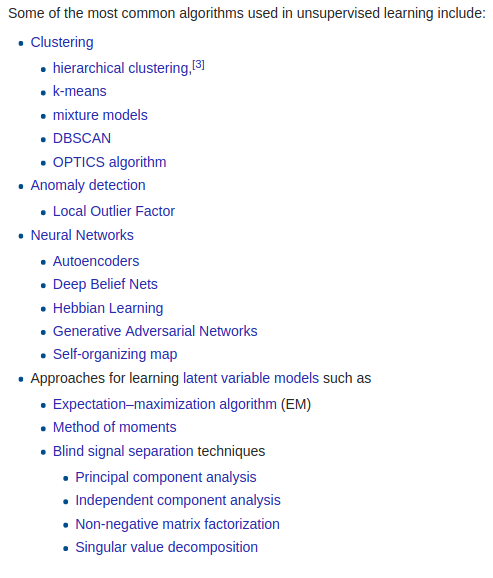 Some of the most common algorithms used in unsupervised learning include:
Clustering
hierarchical clustering,[3]
k-means
mixture models
DBSCAN
OPTICS algorithm
Anomaly detection
Local Outlier Factor
Neural Networks
Autoencoders
Deep Belief Nets
Hebbian Learning
Generative Adversarial Networks
Self-organizing map
Approaches for learning latent variable models such as
Expectation–maximization algorithm (EM)
Method of moments
Blind signal separation techniques
Principal component analysis
Independent component analysis
Non-negative matrix factorization
Singular value decomposition